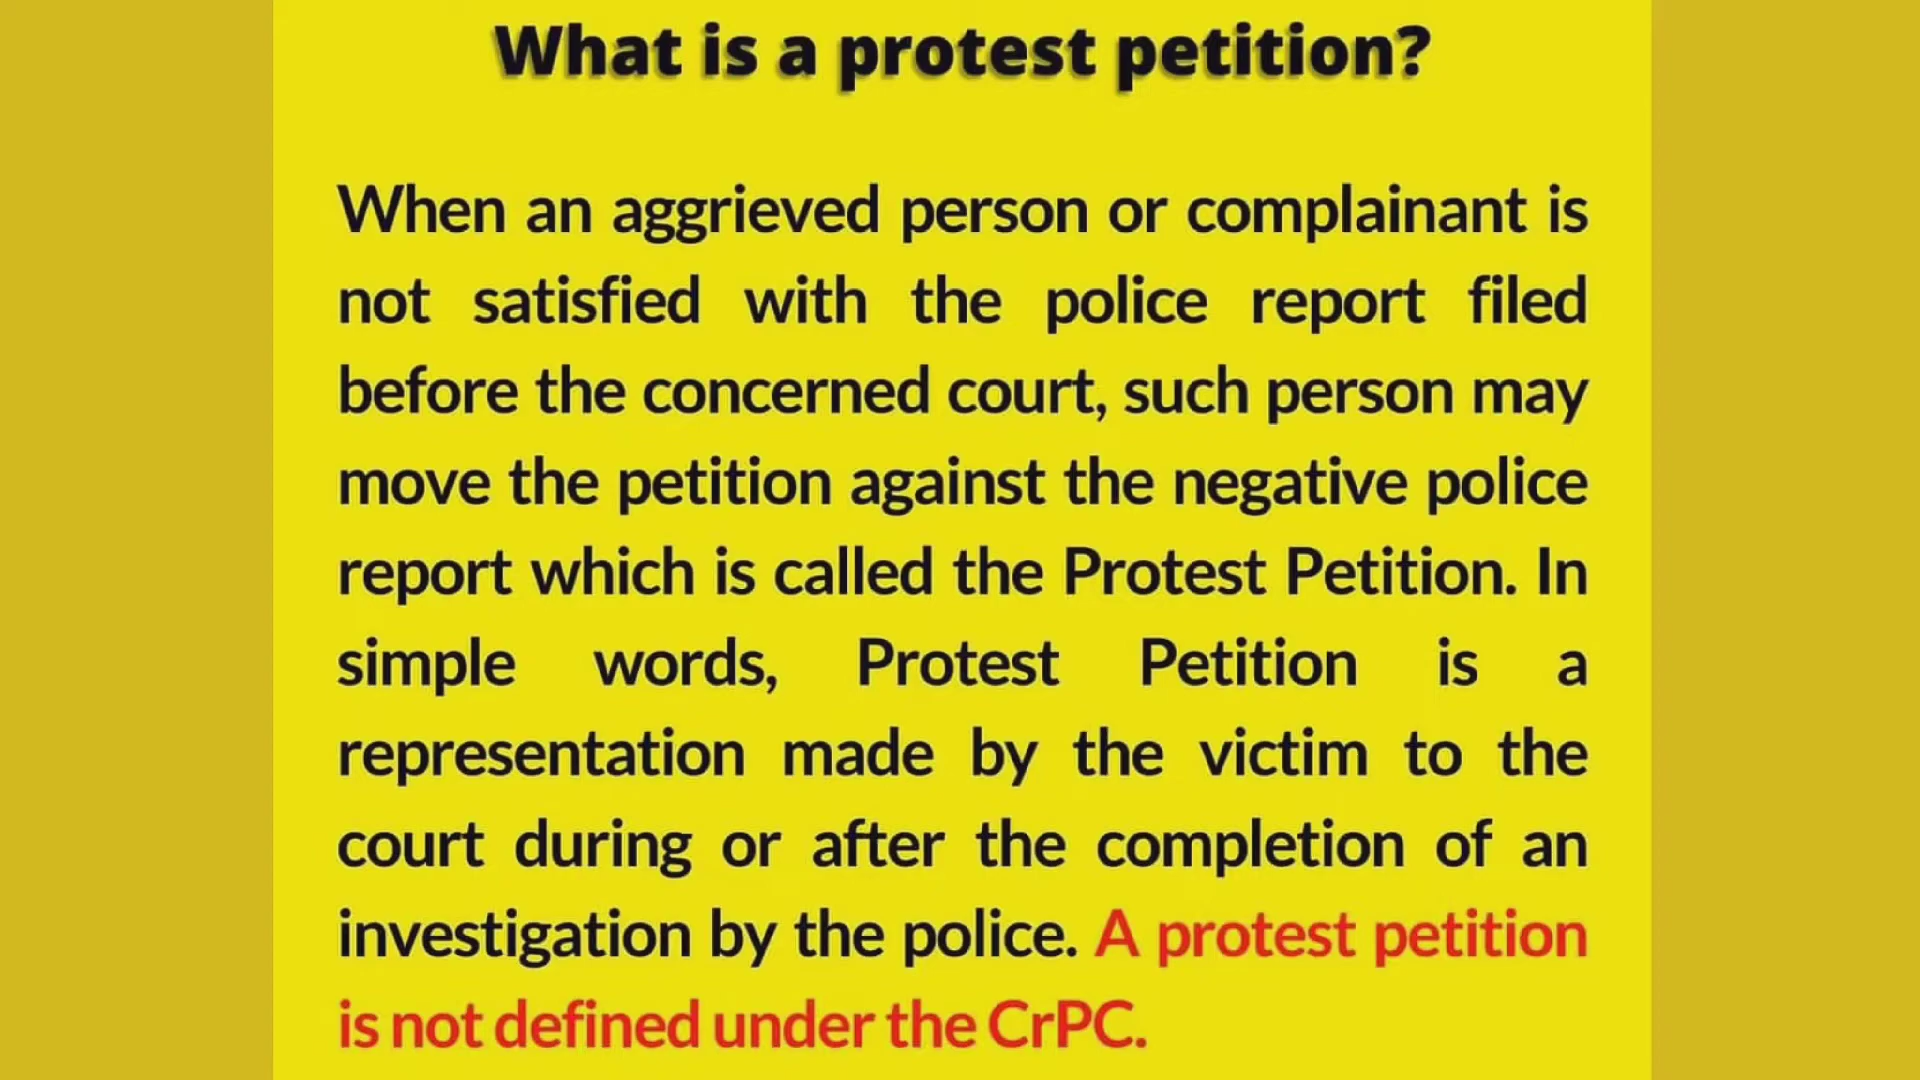 What is a protest petition?
When an aggrieved person or complainant is
not satisfied with the police report filed
before the concerned court, such person may
move the petition against the negative police
report which is called the Protest Petition. In
simple words, Protest Petition is a
representation made by the victim to the
court during or after the completion of an
investigation by the police. A protest petition
is not defined under the CrPC.